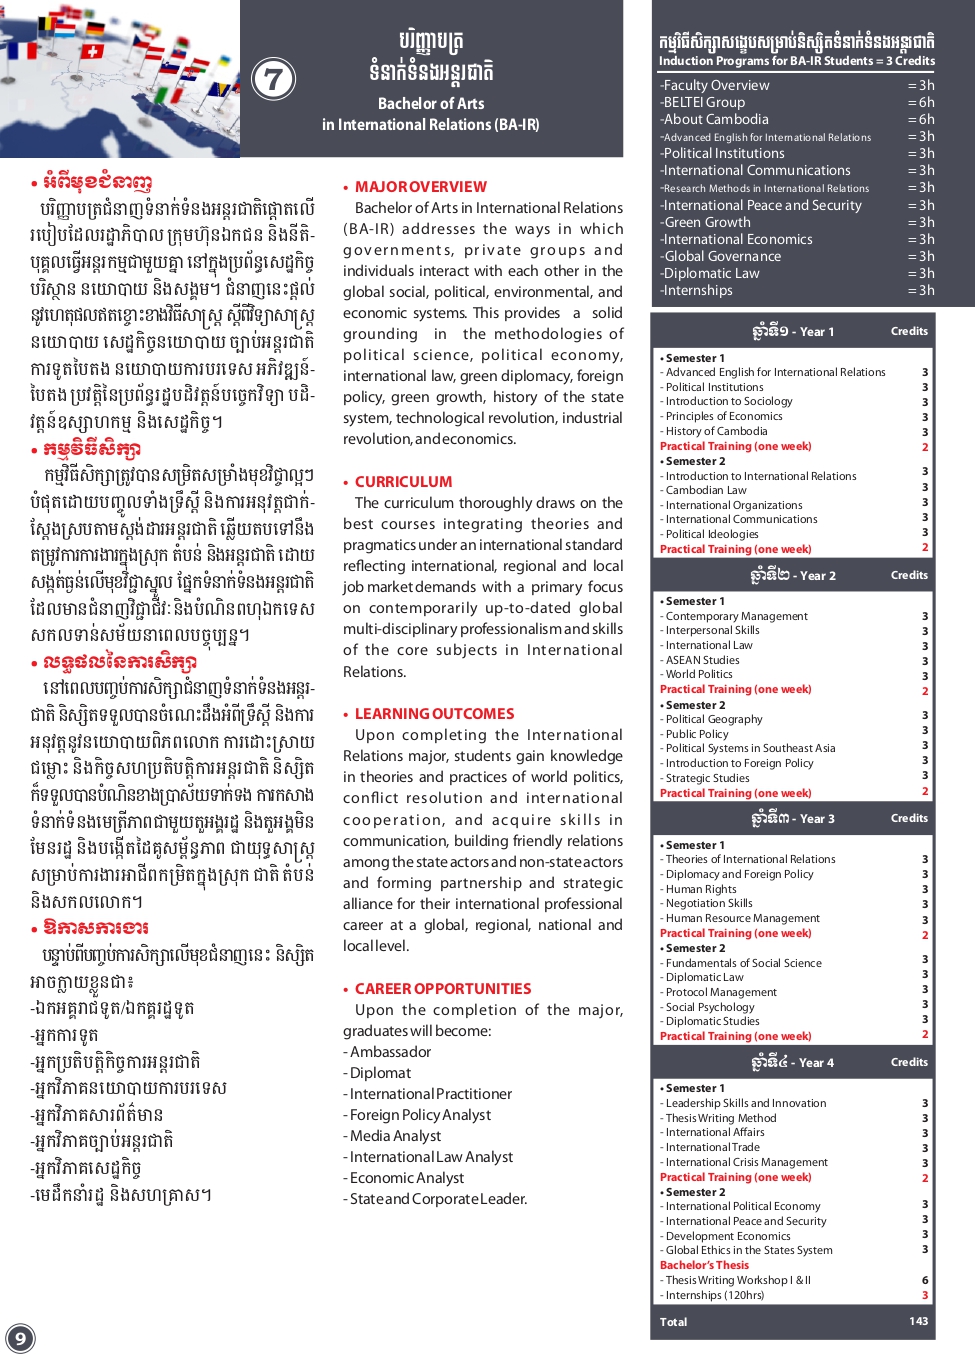 បរិញ្ញាបត្រ
ទំនាក់ទំនងអន្តរជាតិ
7
Bachelor of Arts
in International Relations (BA-IR)
• អំពីមុខជំនាញ
បរិញ្ញាបត្រជំនាញទំនាក់ទំនងអន្តរជាតិផ្តោតលើ
របៀបដែលរដ្ឋាភិបាល ក្រុមហ៊ុនឯកជន និងនីតិ-
បុគ្គលធ្វើអន្តរកម្មជាមួយគ្នា នៅក្នុងប្រព័ន្ធសេដ្ឋកិច្ច
បរិស្ថាន នយោបាយ និងសង្គម។ ជំនាញនេះផ្តល់
នូវហេតុផលឥតខ្ចោះខាងវិធីសាស្រ្ត ស្តីពីវិទ្យាសាស្រ្ត
នយោបាយ សេដ្ឋកិច្ចនយោបាយ ច្បាប់អន្តរជាតិ
ការទូតបៃតង នយោបាយការបរទេស អភិវឌ្ឍន៍-
បៃតង ប្រវត្តិនៃប្រព័ន្ធរដ្ឋបដិវត្តន៍បច្ចេកវិទ្យា បដិ-
វត្តន៍ឧស្សាហកម្ម និងសេដ្ឋកិច្ច។
• កម្មវិធីសិក្សា
កម្មវិធីសិក្សាត្រូវបានសម្រិតសម្រាំងមុខវិជ្ជាល្អៗ
បំផុតដោយបញ្ចូលទាំងទ្រឹស្តី និងការអនុវត្តជាក់-
ស្តែងស្របតាមស្តង់ដារអន្តរជាតិ ឆ្លើយតបទៅនឹង
តម្រូវការការងារក្នុងស្រុក តំបន់ និងអន្តរជាតិ ដោយ
សង្កត់ធ្ងន់លើមុខវិជ្ជាស្នូល ផ្នែកទំនាក់ទំនងអន្តរជាតិ
ដែលមានជំនាញវិជ្ជាជីវៈ និងបំណិនពហុឯកទេស
សកលទាន់សម័យនាពេលបច្ចុប្បន្ន។
• លទ្ធផលនៃការសិក្សា
នៅពេលបញ្ចប់ការសិក្សាជំនាញទំនាក់ទំនងអន្តរ-
ជាតិ និស្សិតទទួលបានចំណេះដឹងអំពីទ្រឹស្តី និងការ
អនុវត្តនូវនយោបាយពិភពលោក ការដោះស្រាយ
ជម្លោះ និងកិច្ចសហប្រតិបត្តិការអន្តរជាតិ និស្សិត
ក៏ទទួលបានបំណិនខាងប្រាស្រ័យទាក់ទង ការកសាង
ទំនាក់ទំនងមេត្រីភាពជាមួយតួអង្គរដ្ឋ និងតួអង្គមិន
មែនរដ្ឋ និងបង្កើតដៃគូសម្ព័ន្ធភាព ជាយុទ្ធសាស្រ្ត
សម្រាប់ការងារអាជីពកម្រិតក្នុងស្រុក ជាតិ តំបន់
និងសកលលោក។
• ឱកាសការងារ
បន្ទាប់ពីបញ្ចប់ការសិក្សាលើមុខជំនាញនេះ និស្សិត
អាចក្លាយខ្លួនជា៖
-ឯកអគ្គរាជទូត/ឯកគ្គរដ្ឋទូត
-អ្នកការទូត
-អ្នកប្រតិបត្តិកិច្ចការអន្តរជាតិ
-អ្នកវិភាគនយោបាយការបរទេស
-អ្នកវិភាគសារព័ត៌មាន
-អ្នកវិភាគច្បាប់អន្តរជាតិ
-អ្នកវិភាគសេដ្ឋកិច្ច
-មេដឹកនាំរដ្ឋ និងសហគ្រាស។
• MAJOR OVERVIEW
Bachelor of Arts in International Relations
(BA-IR) addresses the ways in which
governments, private groups and
individuals interact with each other in the
global social, political, environmental, and
economic systems. This provides a solid
grounding in the methodologies of
political science, political economy,
international law, green diplomacy, foreign
policy, green growth, history of the state
system, technological revolution, industrial
revolution, and economics.
• CURRICULUM
The curriculum thoroughly draws on the
best courses integrating theories and
pragmatics under an international standard
reflecting international, regional and local
job market demands with a primary focus
on contemporarily up-to-dated global
multi-disciplinary professionalism and skills
of the core subjects in International
Relations.
• LEARNING OUTCOMES
Upon completing the International
Relations major, students gain knowledge
in theories and practices of world politics,
conflict resolution and international
cooperation, and acquire skills in
communication, building friendly relations
among the state actors and non-state actors
and forming partnership and strategic
alliance for their international professional
career at a global, regional, national and
local level.
• CAREER OPPORTUNITIES
Upon the completion of the major,
graduates will become:
- Ambassador
- Diplomat
- International Practitioner
- Foreign Policy Analyst
- Media Analyst
- International Law Analyst
- Economic Analyst
- State and Corporate Leader.
កម្មវិធីសិក្សាសង្ខេបសម្រាប់និស្សិតទំនាក់ទំនងអន្តរជាតិ
Induction Programs for BA-IR Students = 3 Credits
-Faculty Overview = 3h
-BELTEI Group = 6h
-About Cambodia = 6h
-Advanced English for International Relations = 3h
-Political Institutions = 3h
-International Communications = 3h
-Research Methods in International Relations = 3h
-International Peace and Security = 3h
-Green Growth = 3h
-International Economics = 3h
-Global Governance = 3h
-Diplomatic Law = 3h
-Internships = 3h
ឆ្នាំទី១ - Year 1 Credits
• Semester 1
- Advanced English for International Relations 3
- Political Institutions 3
- Introduction to Sociology 3
- Principles of Economics 3
- History of Cambodia 3
Practical Training (one week) 2
• Semester 2
- Introduction to International Relations 3
- Cambodian Law 3
- International Organizations 3
- International Communications 3
- Political Ideologies 3
Practical Training (one week) 2
ឆ្នាំទី២ - Year 2 Credits
• Semester 1
- Contemporary Management 3
- Interpersonal Skills 3
- International Law 3
- ASEAN Studies 3
- World Politics 3
Practical Training (one week) 2
• Semester 2
- Political Geography 3
- Public Policy 3
- Political Systems in Southeast Asia 3
- Introduction to Foreign Policy 3
- Strategic Studies 3
Practical Training (one week) 2
ឆ្នាំទី៣ - Year 3 Credits
• Semester 1
- Theories of International Relations 3
- Diplomacy and Foreign Policy 3
- Human Rights 3
- Negotiation Skills 3
- Human Resource Management 3
Practical Training (one week) 2
• Semester 2
- Fundamentals of Social Science 3
- Diplomatic Law 3
- Protocol Management 3
- Social Psychology 3
- Diplomatic Studies 3
Practical Training (one week) 2
ឆ្នាំទី៤ - Year 4 Credits
• Semester 1
- Leadership Skills and Innovation 3
- Thesis Writing Method 3
- International Affairs 3
- International Trade 3
- International Crisis Management 3
Practical Training (one week) 2
• Semester 2
- International Political Economy 3
- International Peace and Security 3
- Development Economics 3
- Global Ethics in the States System 3
Bachelor's Thesis
- Thesis Writing Workshop I & II 6
- Internships (120hrs) 3
Total 143
9